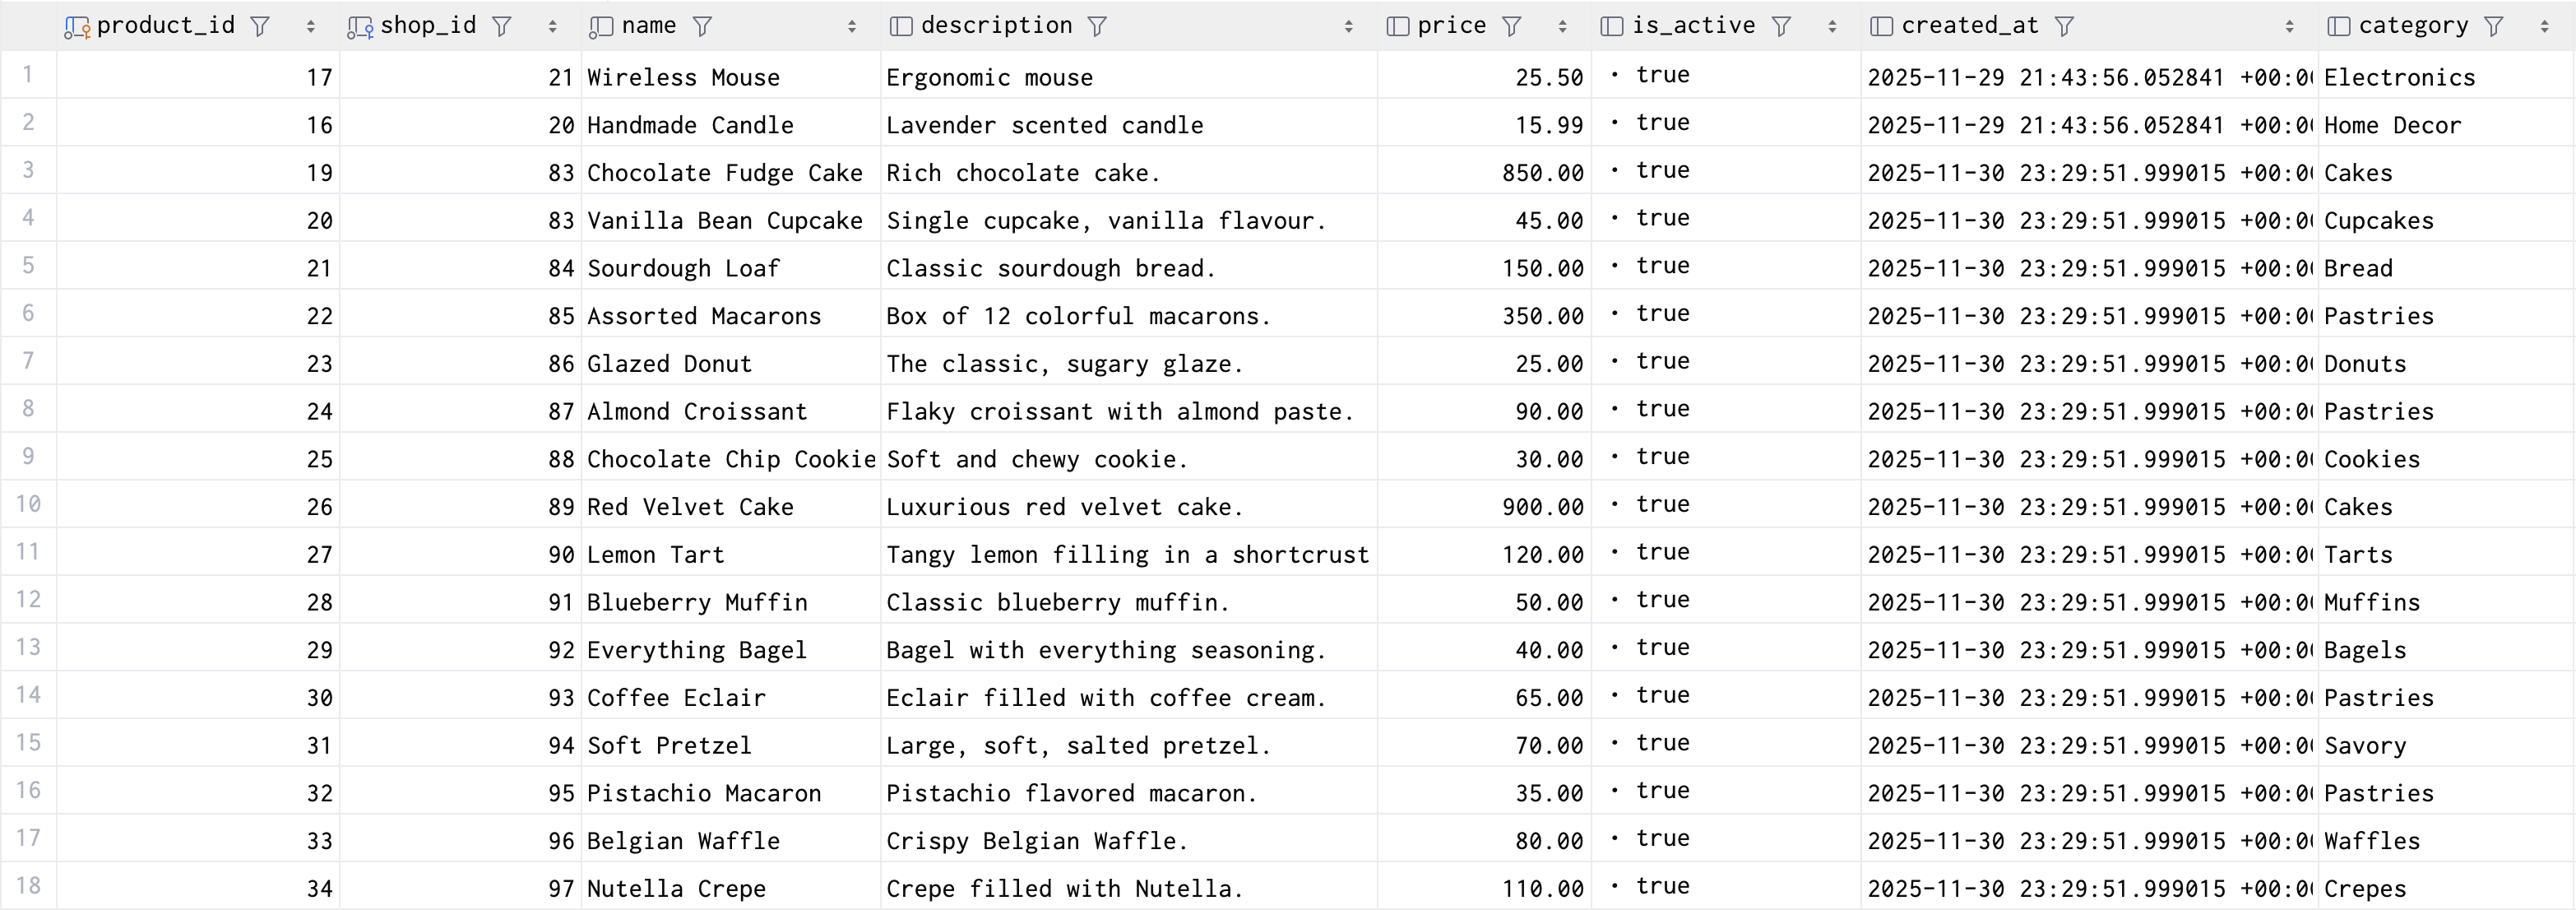 product_id shop_id name description price is_active created_at category
1 17 21 Wireless Mouse Ergonomic mouse 25.50 · true 2025-11-29 21:43:56.052841 +00:0 Electronics
2 16 20 Handmade Candle Lavender scented candle 15.99 · true 2025-11-29 21:43:56.052841 +00:0 Home Decor
3 19 83 Chocolate Fudge Cake Rich chocolate cake. 850.00 · true 2025-11-30 23:29:51.999015 +00:0 Cakes
4 20 83 Vanilla Bean Cupcake Single cupcake, vanilla flavour. 45.00 · true 2025-11-30 23:29:51.999015 +00:0 Cupcakes
5 21 84 Sourdough Loaf Classic sourdough bread. 150.00 · true 2025-11-30 23:29:51.999015 +00:0 Bread
6 22 85 Assorted Macarons Box of 12 colorful macarons. 350.00 · true 2025-11-30 23:29:51.999015 +00:0 Pastries
7 23 86 Glazed Donut The classic, sugary glaze. 25.00 · true 2025-11-30 23:29:51.999015 +00:0 Donuts
8 24 87 Almond Croissant Flaky croissant with almond paste. 90.00 · true 2025-11-30 23:29:51.999015 +00:0 Pastries
9 25 88 Chocolate Chip Cookie Soft and chewy cookie. 30.00 · true 2025-11-30 23:29:51.999015 +00:0 Cookies
10 26 89 Red Velvet Cake Luxurious red velvet cake. 900.00 · true 2025-11-30 23:29:51.999015 +00:0 Cakes
11 27 90 Lemon Tart Tangy lemon filling in a shortcrust 120.00 · true 2025-11-30 23:29:51.999015 +00:0 Tarts
12 28 91 Blueberry Muffin Classic blueberry muffin. 50.00 · true 2025-11-30 23:29:51.999015 +00:0 Muffins
13 29 92 Everything Bagel Bagel with everything seasoning. 40.00 · true 2025-11-30 23:29:51.999015 +00:0 Bagels
14 30 93 Coffee Eclair Eclair filled with coffee cream. 65.00 · true 2025-11-30 23:29:51.999015 +00:0 Pastries
15 31 94 Soft Pretzel Large, soft, salted pretzel. 70.00 · true 2025-11-30 23:29:51.999015 +00:0 Savory
16 32 95 Pistachio Macaron Pistachio flavored macaron. 35.00 · true 2025-11-30 23:29:51.999015 +00:0 Pastries
17 33 96 Belgian Waffle Crispy Belgian Waffle. 80.00 · true 2025-11-30 23:29:51.999015 +00:0 Waffles
18 34 97 Nutella Crepe Crepe filled with Nutella. 110.00 · true 2025-11-30 23:29:51.999015 +00:0 Crepes